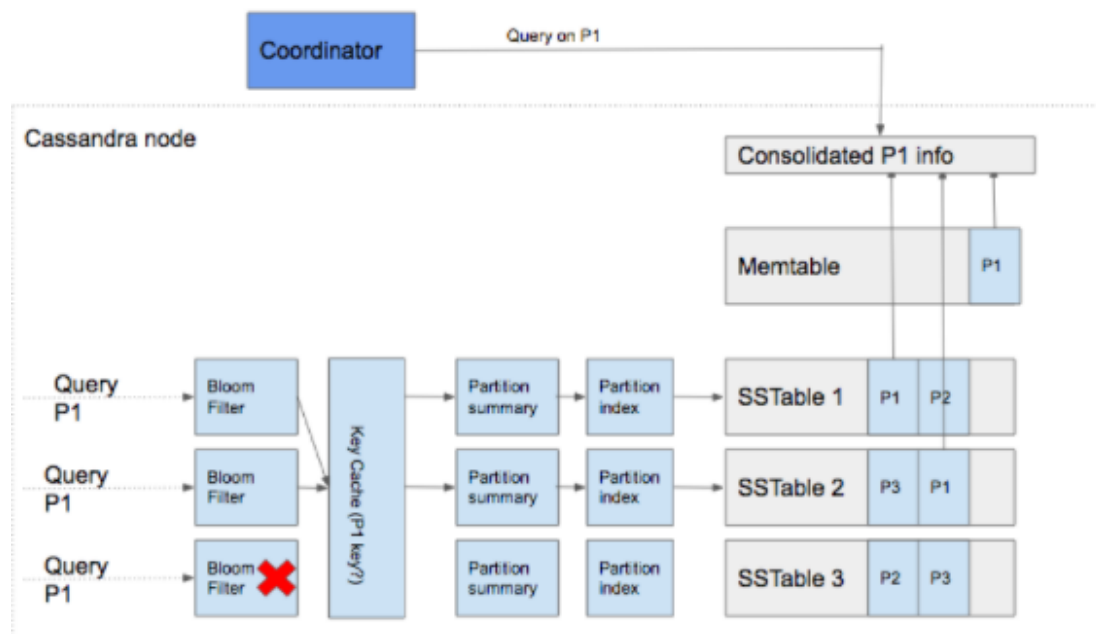 Coordinator
Query on P1
Cassandra node
Consolidated P1 info
Memtable
P1
Query
P1
Bloom
Filter
Key Cache (P1 key?)
Partition
summary
Partition
index
SSTable 1
P1
P2
Query
P1
Bloom
Filter
Partition
summary
Partition
index
SSTable 2
P3
P1
Query
P1
Bloom
Filter
Partition
summary
Partition
index
SSTable 3
P2
P3